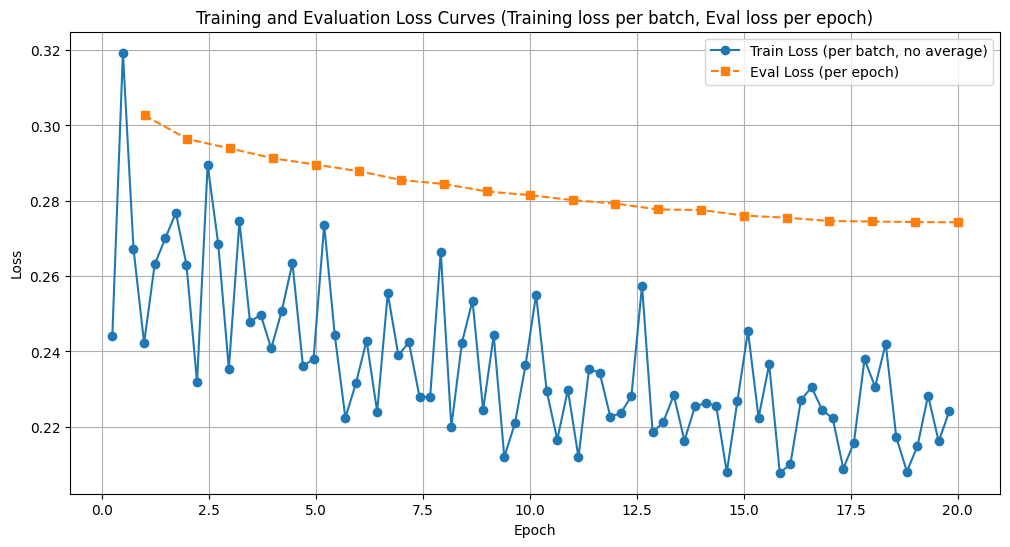 Training and Evaluation Loss Curves (Training loss per batch, Eval loss per epoch)
Train Loss (per batch, no average)
Eval Loss (per epoch)
0.32
0.30
0.28
0.26
0.24
0.22
Loss
0.0 2.5 5.0 7.5 10.0 12.5 15.0 17.5 20.0
Epoch